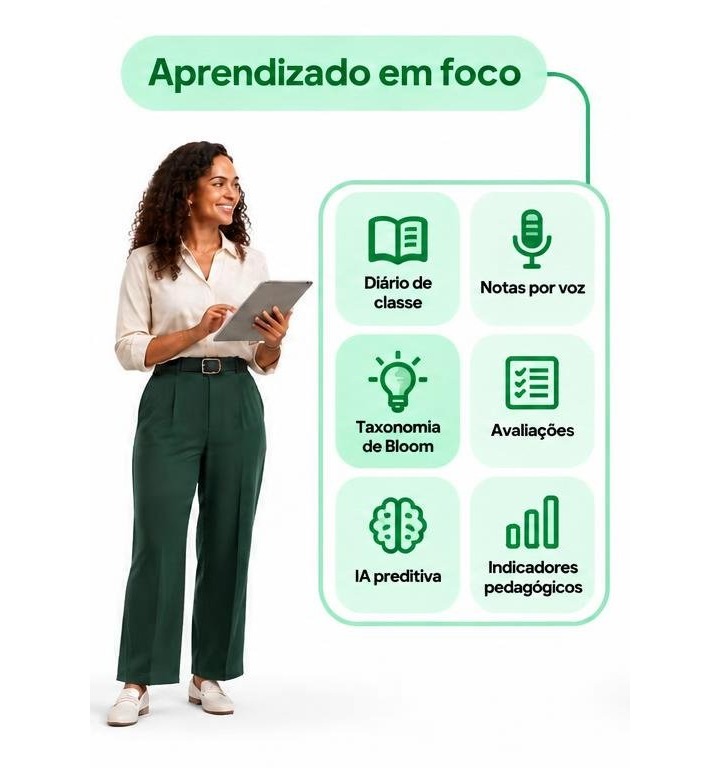 Aprendizado em foco
Diário de
classe
Notas por voz
Taxonomia
de Bloom
Avaliações
IA preditiva
Indicadores
pedagógicos